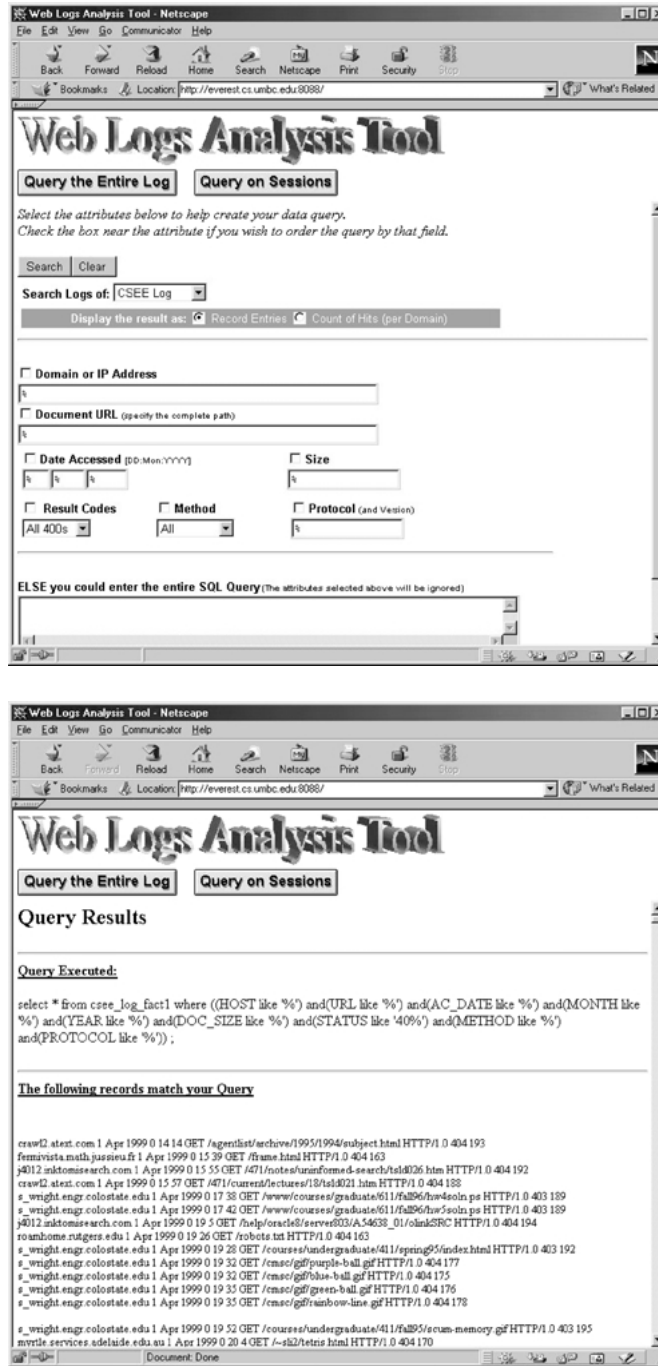 Web Logs Analysis Tool - Netscape
File Edit View Go Communicator Help
Back Forward Reload Home Search Netscape Print Security Stop
Bookmarks Location: http://everest.cs.umbc.edu:8088/ What's Related
Web Logs Analysis Tool
Query the Entire Log Query on Sessions
Select the attributes below to help create your data query.
Check the box near the attribute if you wish to order the query by that field.
Search Clear
Search Logs of: CSEE Log
Display the result as: Record Entries Count of Hits (per Domain)
Domain or IP Address
%
Document URL (specify the complete path)
%
Date Accessed [DD:Mon:YYYY] Size
% % % %
Result Codes Method Protocol (and Version)
All 400s All %
ELSE you could enter the entire SQL Query (The attributes selected above will be ignored)
Web Logs Analysis Tool - Netscape
File Edit View Go Communicator Help
Back Forward Reload Home Search Netscape Print Security Stop
Bookmarks Location: http://everest.cs.umbc.edu:8088/ What's Related
Web Logs Analysis Tool
Query the Entire Log Query on Sessions
Query Results
Query Executed:
select * from csee_log_fact1 where ((HOST like '%') and(URL like '%') and(AC_DATE like '%') and(MONTH like
'%') and(YEAR like '%') and(DOC_SIZE like '%') and(STATUS like '40%') and(METHOD like '%')
and(PROTOCOL like '%')) ;
The following records match your Query
crawl2.atext.com 1 Apr 1999 0 14 14 GET /agentlist/archive/1995/1994/subject.html HTTP/1.0 404 193
fermivista.math.jussieu.fr 1 Apr 1999 0 15 39 GET /frame.html HTTP/1.0 404 163
j4012.inktomisearch.com 1 Apr 1999 0 15 55 GET /471/notes/uninformed-search/tsld026.htm HTTP/1.0 404 192
crawl2.atext.com 1 Apr 1999 0 15 57 GET /471/current/lectures/18/tsld021.htm HTTP/1.0 404 188
s_wright.engr.colostate.edu 1 Apr 1999 0 17 38 GET /www/courses/graduate/611/fall96/hw4soln.ps HTTP/1.0 403 189
s_wright.engr.colostate.edu 1 Apr 1999 0 17 42 GET /www/courses/graduate/611/fall96/hw5soln.ps HTTP/1.0 403 189
j4012.inktomisearch.com 1 Apr 1999 0 19 5 GET /help/oracle8/server803/A54638_01/olinkSRC HTTP/1.0 404 194
roamhome.rutgers.edu 1 Apr 1999 0 19 26 GET /robots.txt HTTP/1.0 404 163
s_wright.engr.colostate.edu 1 Apr 1999 0 19 28 GET /courses/undergraduate/411/spring95/index.html HTTP/1.0 403 192
s_wright.engr.colostate.edu 1 Apr 1999 0 19 32 GET /cmsc/gif/purple-ball.gif HTTP/1.0 404 177
s_wright.engr.colostate.edu 1 Apr 1999 0 19 32 GET /cmsc/gif/blue-ball.gif HTTP/1.0 404 175
s_wright.engr.colostate.edu 1 Apr 1999 0 19 35 GET /cmsc/gif/green-ball.gif HTTP/1.0 404 176
s_wright.engr.colostate.edu 1 Apr 1999 0 19 35 GET /cmsc/gif/rainbow-line.gif HTTP/1.0 404 178
s_wright.engr.colostate.edu 1 Apr 1999 0 19 52 GET /courses/undergraduate/411/fall95/scum-memory.gif HTTP/1.0 403 195
myrtle.services.adelaide.edu.au 1 Apr 1999 0 20 4 GET /~sli2/tetris.html HTTP/1.0 404 170
Document: Done